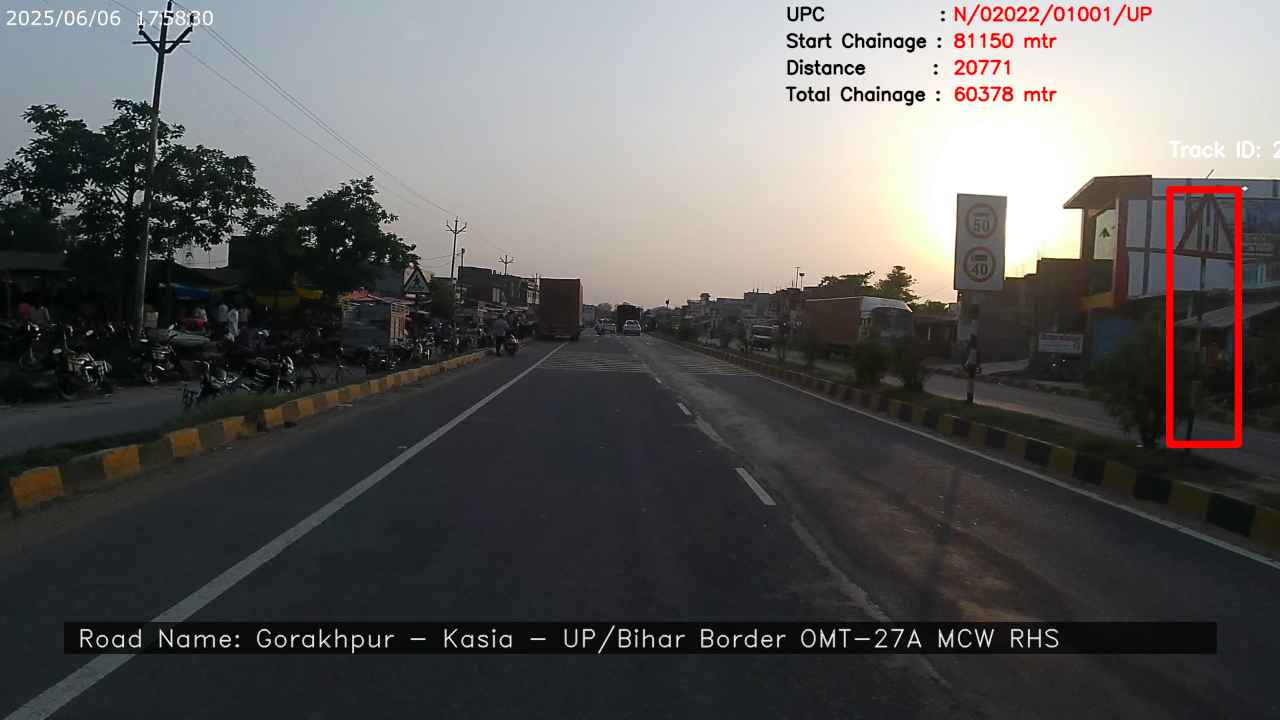 2025/06/06 17:58:30
UPC : N/02022/01001/UP
Start Chainage : 81150 mtr
Distance : 20771
Total Chainage : 60378 mtr
Track ID: 2
50
40
Road Name: Gorakhpur - Kasia - UP/Bihar Border OMT-27A MCW RHS